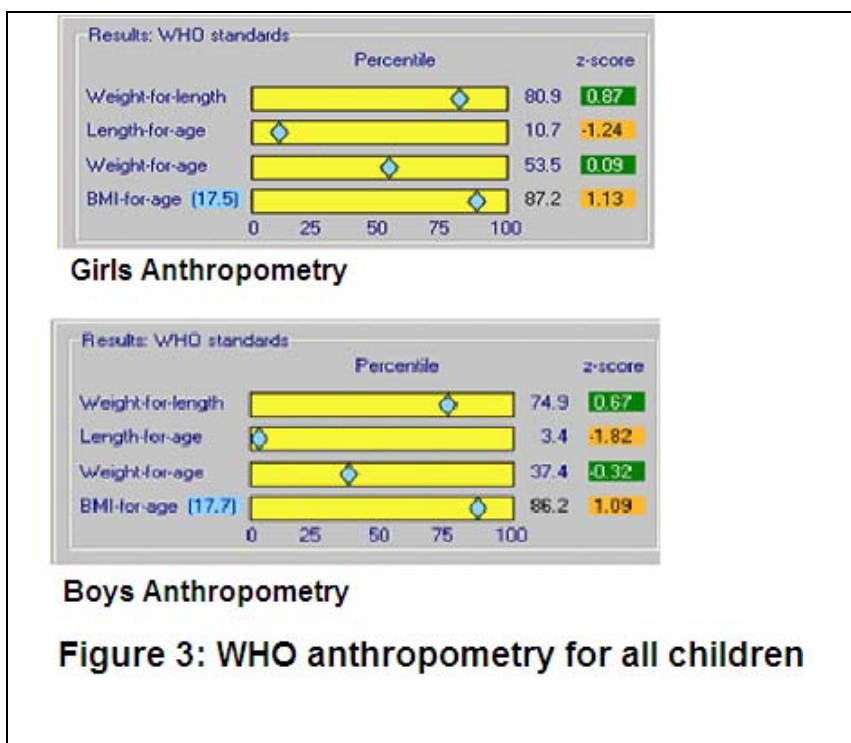 Results: WHO standards
Percentile z-score
Weight-for-length 80.9 0.87
Length-for-age 10.7 -1.24
Weight-for-age 53.5 0.09
BMI-for-age (17.5) 87.2 1.13
0 25 50 75 100
Girls Anthropometry
Results: WHO standards
Percentile z-score
Weight-for-length 74.9 0.67
Length-for-age 3.4 -1.82
Weight-for-age 37.4 -0.32
BMI-for-age (17.7) 86.2 1.09
0 25 50 75 100
Boys Anthropometry
Figure 3: WHO anthropometry for all children